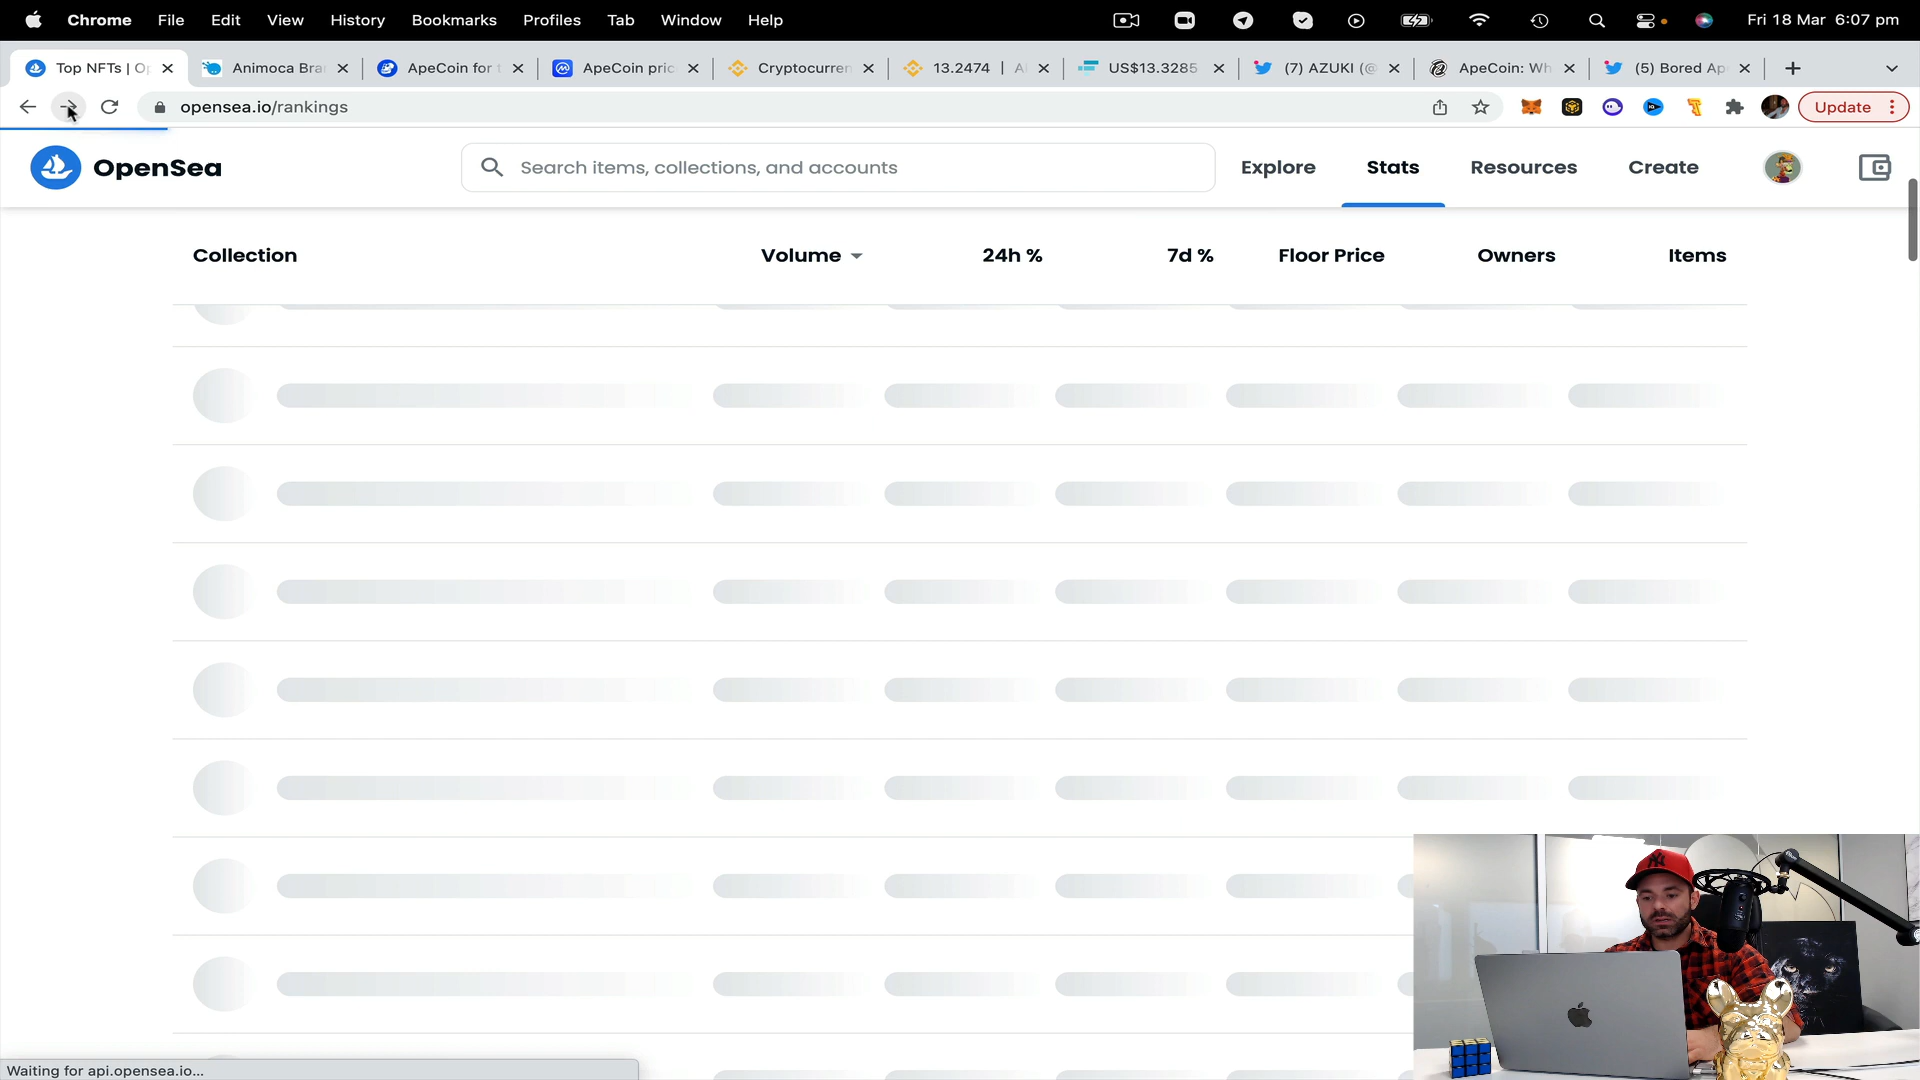 Chrome File Edit View History Bookmarks Profiles Tab Window Help Fri 18 Mar 6:07 pm
Top NFTs | O Animoca Bra ApeCoin for ApeCoin pric Cryptocurren 13.2474 | A US$13.3285 (7) AZUKI (@ ApeCoin: Wh (5) Bored Ap
opensea.io/rankings Update
OpenSea Search items, collections, and accounts Explore Stats Resources Create
Collection Volume 24h % 7d % Floor Price Owners Items
Waiting for api.opensea.io...